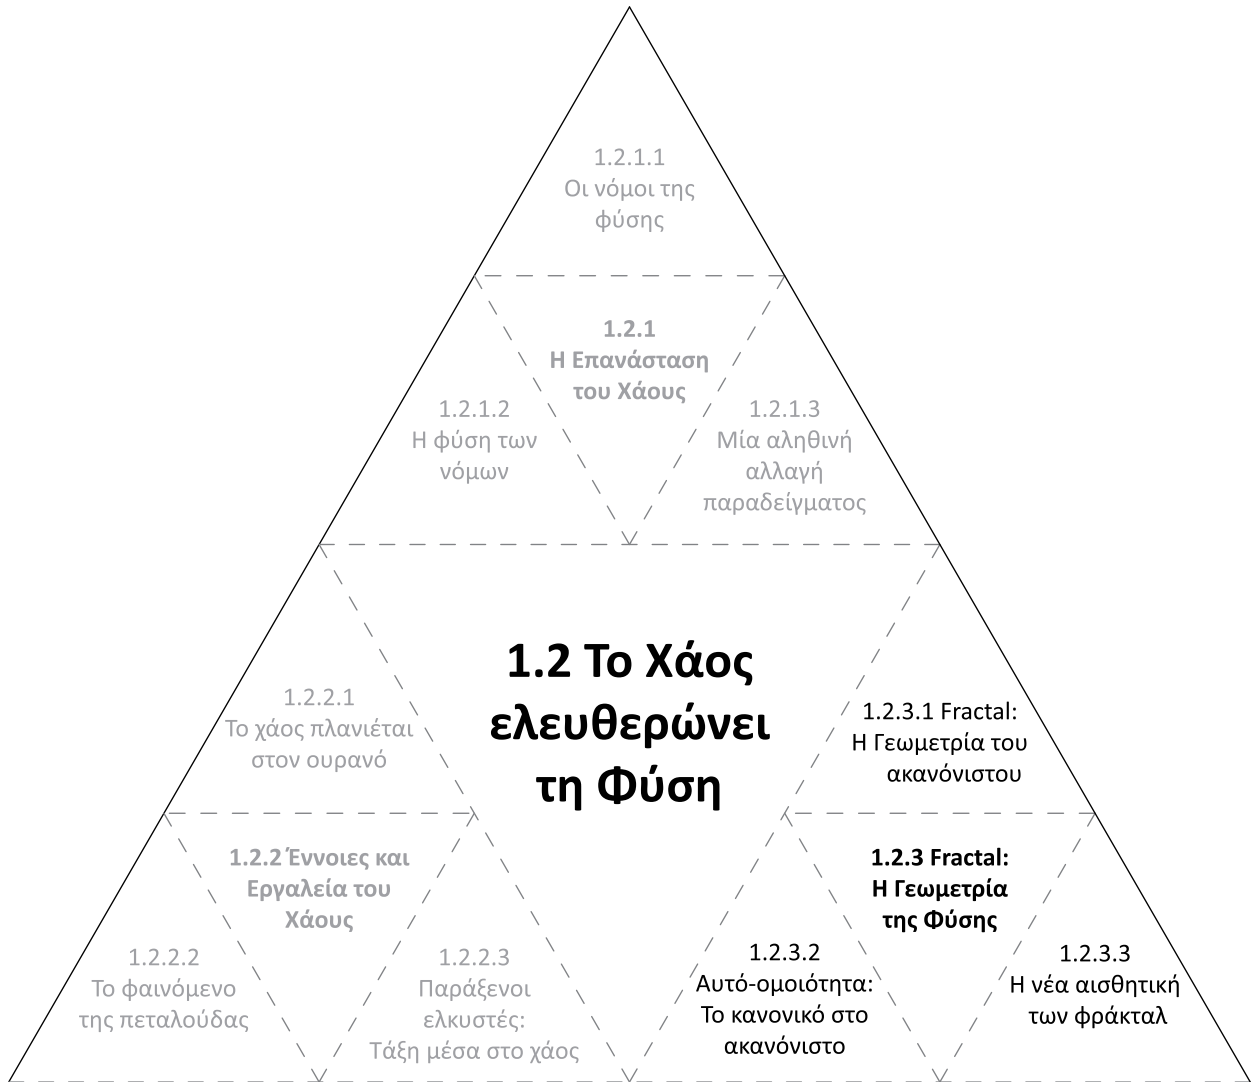 1.2.1.1
Οι νόμοι της
φύσης
1.2.1
Η Επανάσταση
του Χάους
1.2.1.2
Η φύση των
νόμων
1.2.1.3
Μία αληθινή
αλλαγή
παραδείγματος
1.2 Το Χάος
ελευθερώνει
τη Φύση
1.2.2.1
Το χάος πλανιέται
στον ουρανό
1.2.3.1 Fractal:
Η Γεωμετρία του
ακανόνιστου
1.2.2 Έννοιες και
Εργαλεία του
Χάους
1.2.3 Fractal:
Η Γεωμετρία
της Φύσης
1.2.2.2
Το φαινόμενο
της πεταλούδας
1.2.2.3
Παράξενοι
ελκυστές:
Τάξη μέσα στο χάος
1.2.3.2
Αυτό-ομοιότητα:
Το κανονικό στο
ακανόνιστο
1.2.3.3
Η νέα αισθητική
των φράκταλ